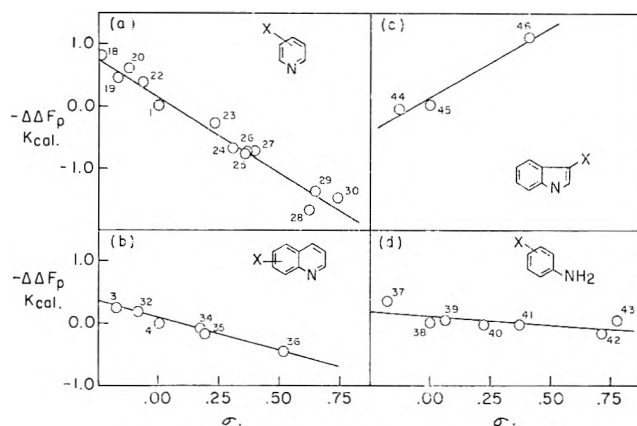 (a)
X
N
1.0
0.0
-1.0
-ΔΔFp
Kcal.
18
20
19
22
1
23
24
26
27
25
29
30
28
(c)
46
44
45
X
N
(b)
X
N
1.0
0.0
-1.0
-ΔΔFp
Kcal.
3
32
4
34
35
36
(d)
X
NH2
37
39
41
43
38
40
42
.00 .25 .50 .75 .00 .25 .50 .75
σ. σ.